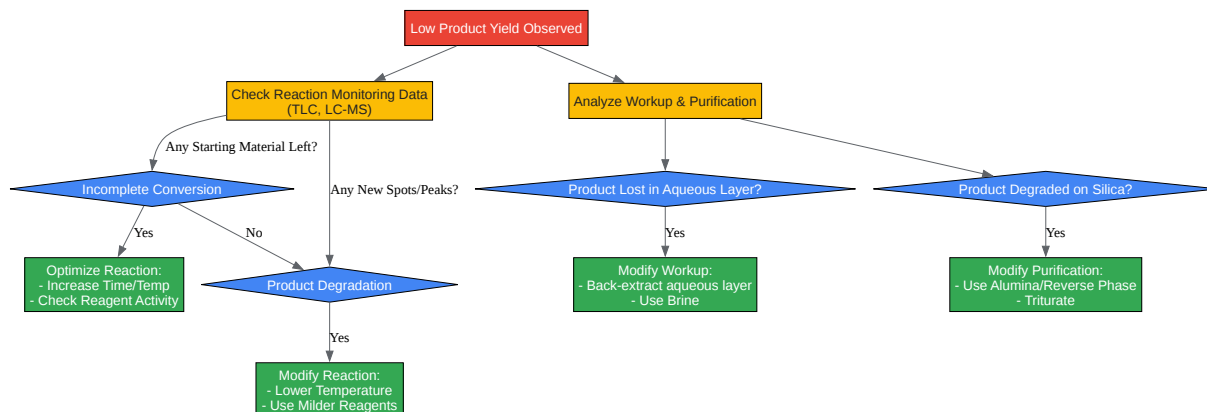 Low Product Yield Observed
Check Reaction Monitoring Data
(TLC, LC-MS)
Analyze Workup & Purification
Any Starting Material Left?
Incomplete Conversion
Any New Spots/Peaks?
Product Lost in Aqueous Layer?
Product Degraded on Silica?
Yes
No
Yes
Yes
Optimize Reaction:
- Increase Time/Temp
- Check Reagent Activity
Product Degradation
Modify Workup:
- Back-extract aqueous layer
- Use Brine
Modify Purification:
- Use Alumina/Reverse Phase
- Triturate
Yes
Modify Reaction:
- Lower Temperature
- Use Milder Reagents